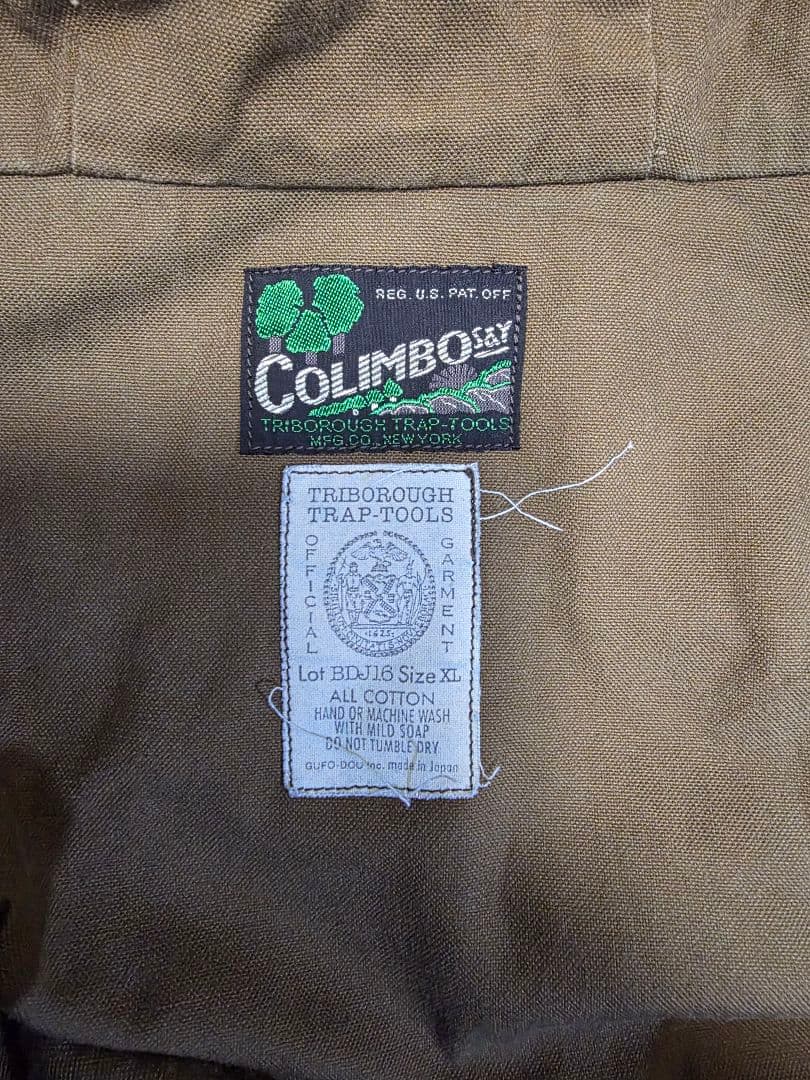 REG. U.S. PAT. OFF
COLIMBO S&Y
TRIBOROUGH TRAP-TOOLS
MFG. CO., NEW YORK
TRIBOROUGH
TRAP-TOOLS
OFFICIAL
GARMENT
1625
Lot BDJ16 Size XL
ALL COTTON
HAND OR MACHINE WASH
WITH MILD SOAP
DO NOT TUMBLE DRY
GUFO-DOU Inc. made in Japan